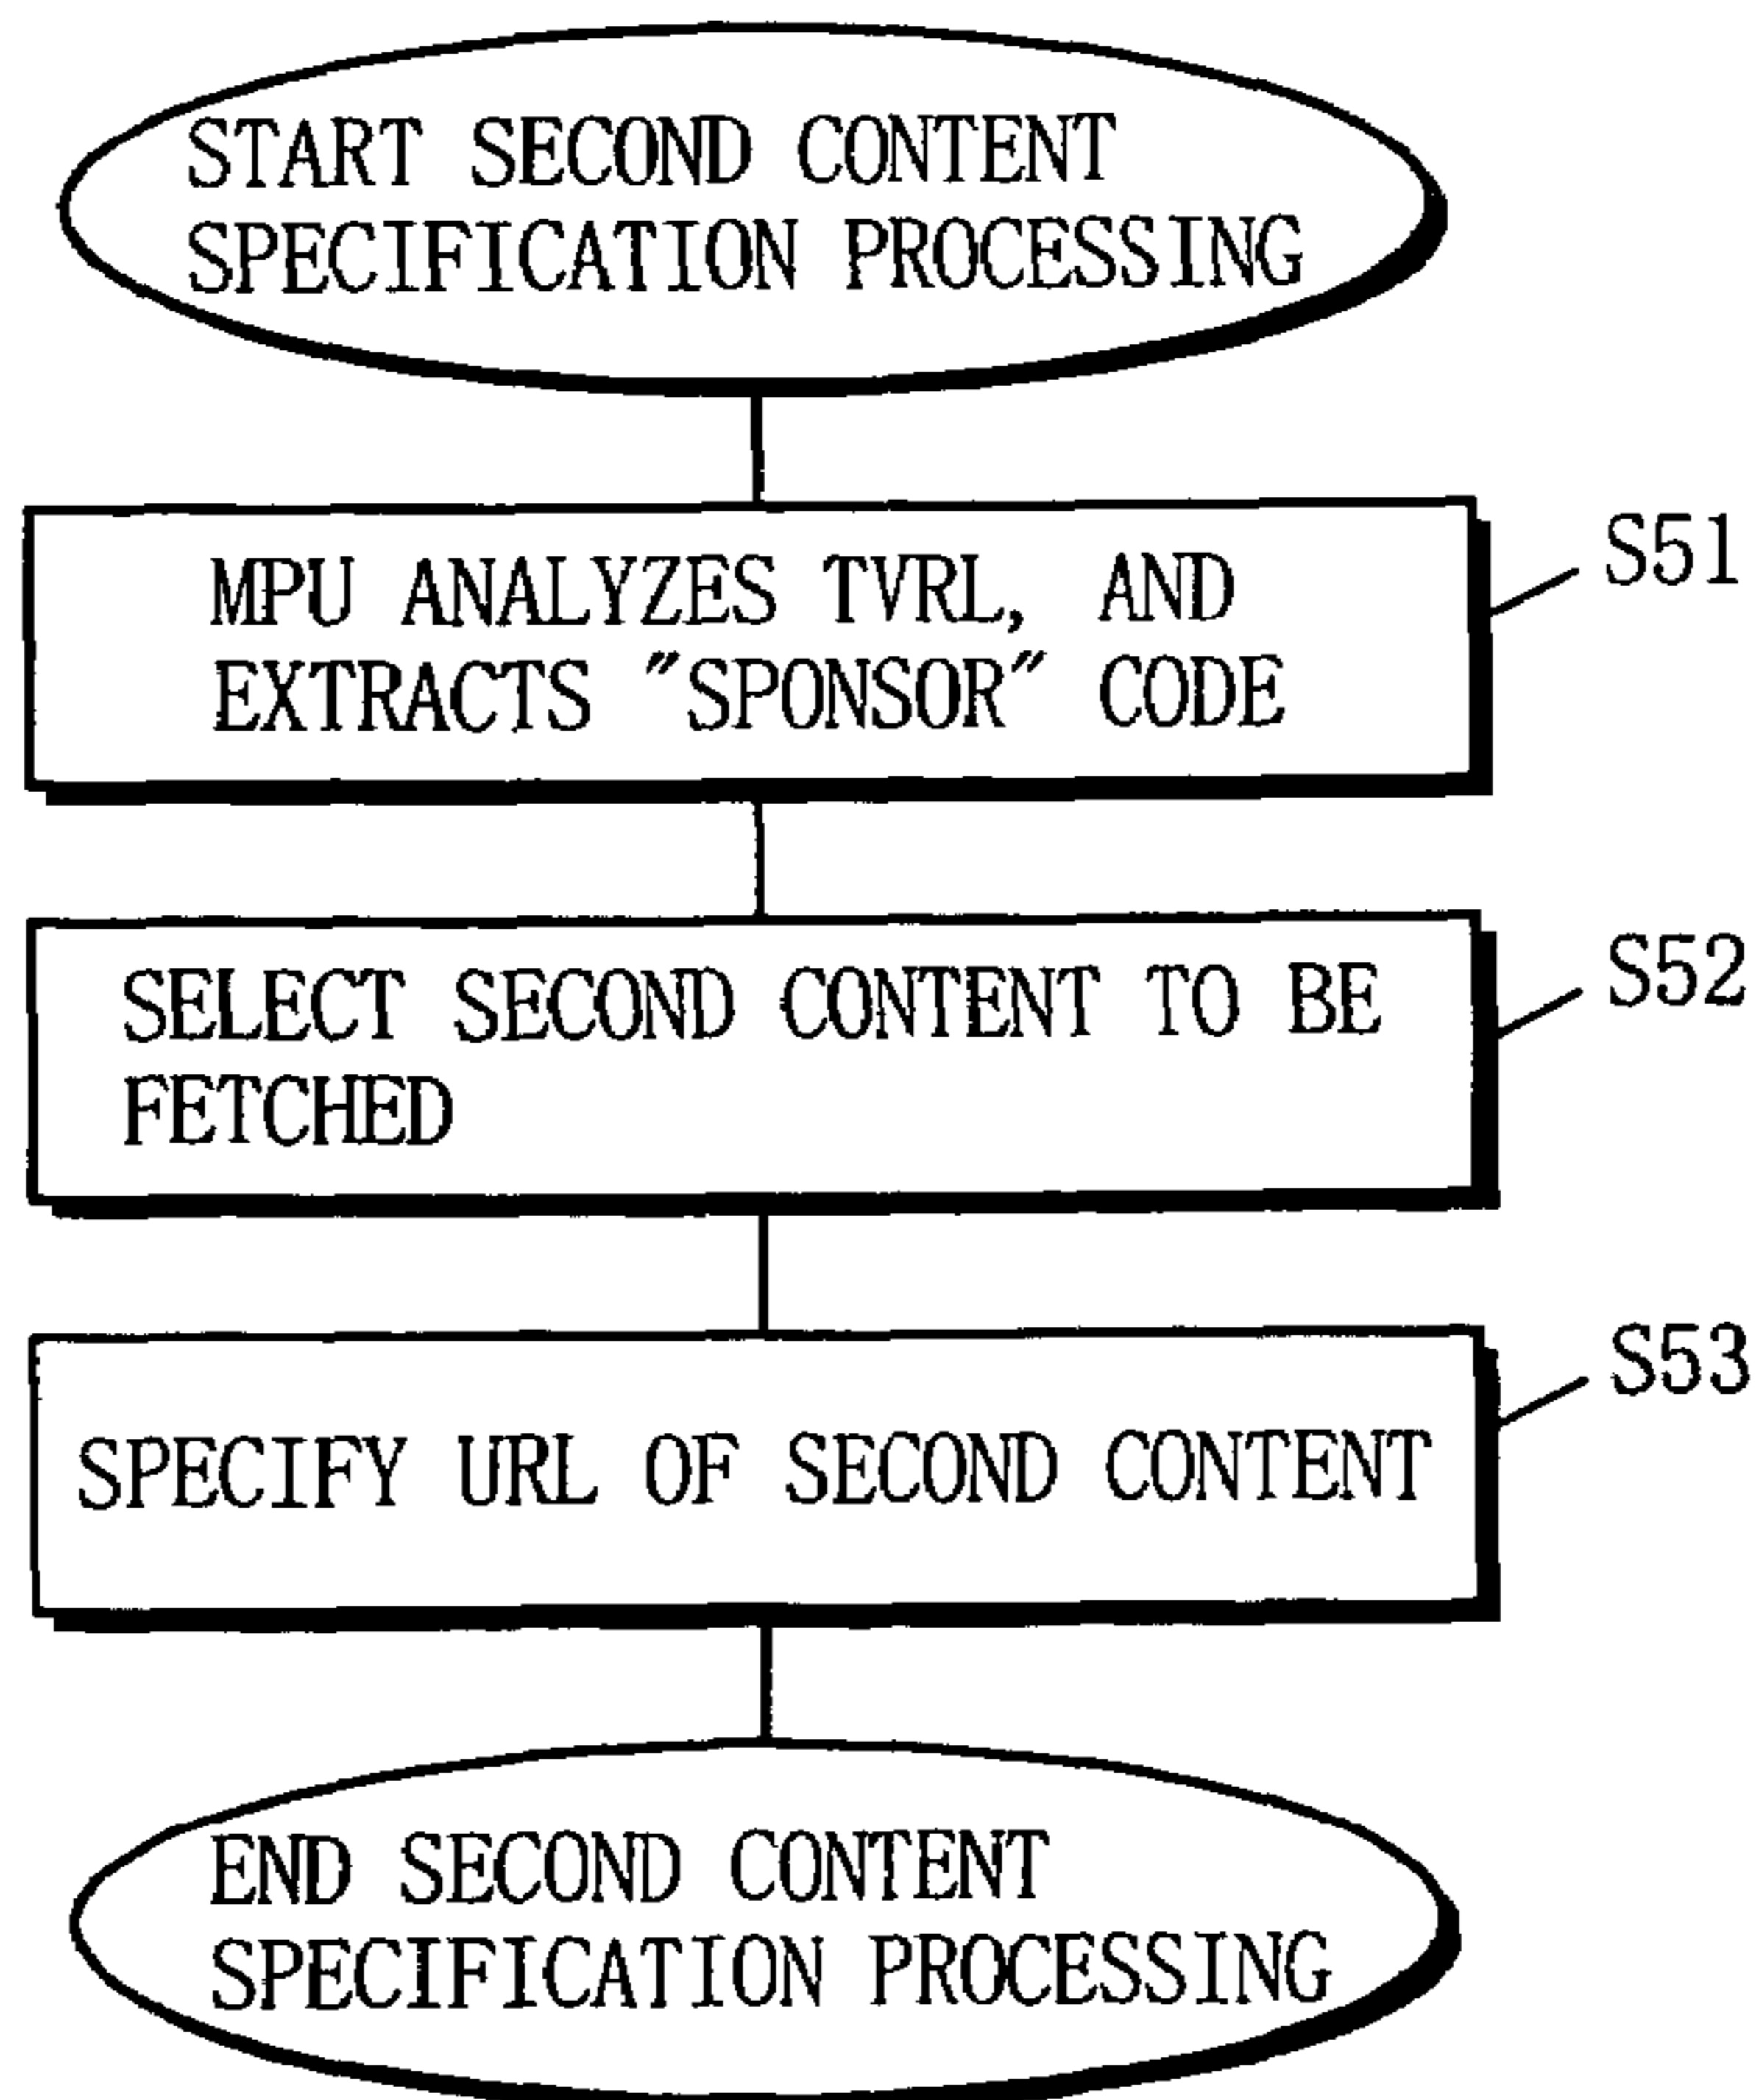 START SECOND CONTENT
SPECIFICATION PROCESSING
MPU ANALYZES TVRL, AND
EXTRACTS "SPONSOR" CODE
S51
SELECT SECOND CONTENT TO BE
FETCHED
S52
SPECIFY URL OF SECOND CONTENT
S53
END SECOND CONTENT
SPECIFICATION PROCESSING